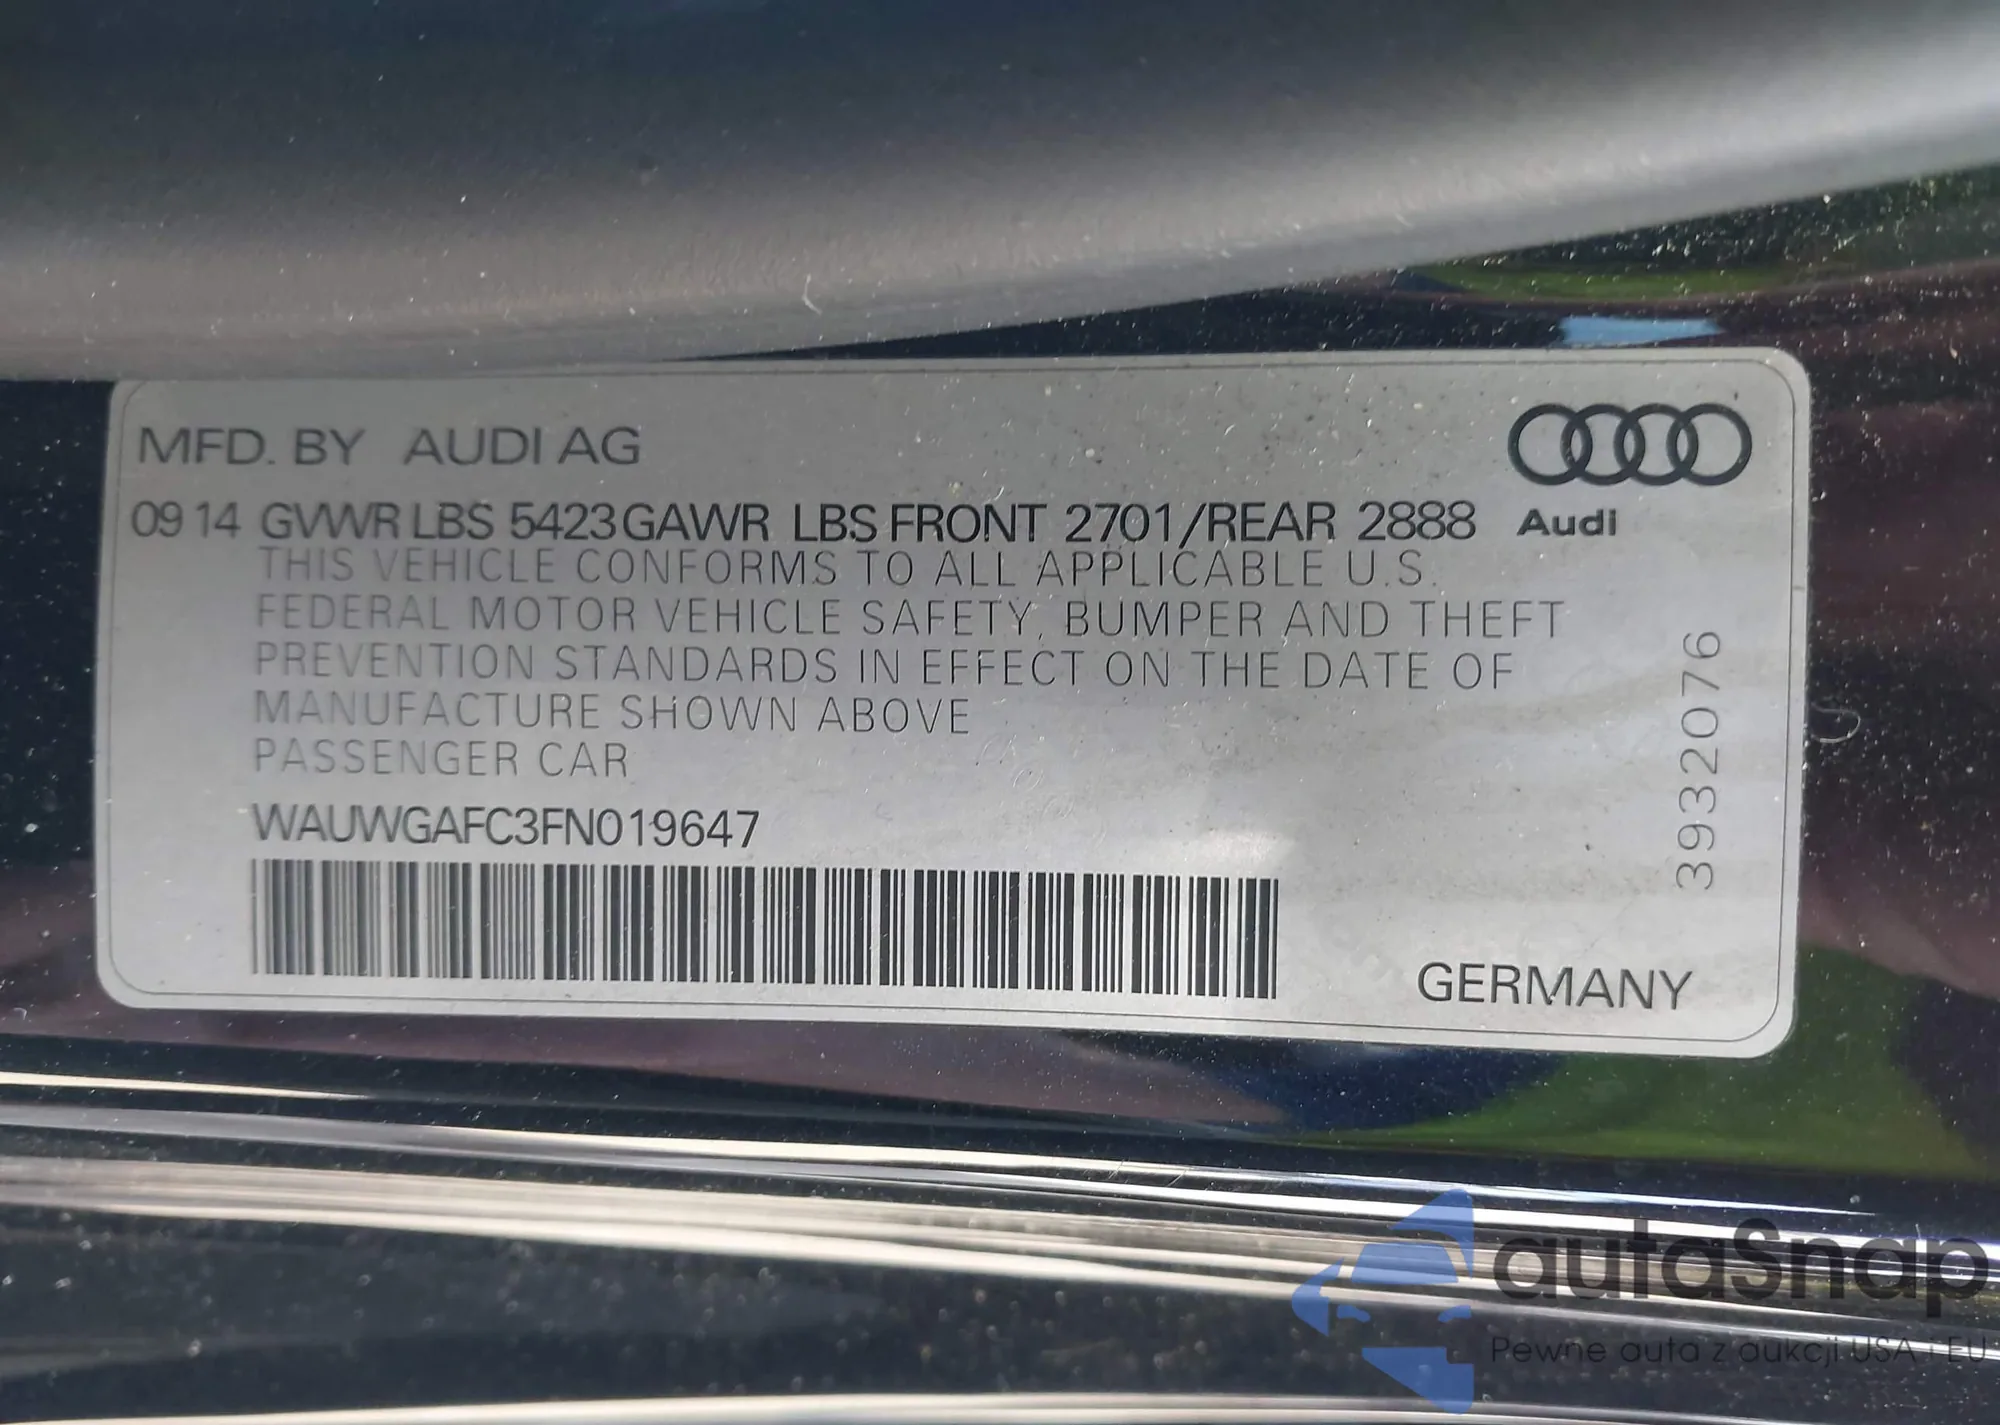 MFD. BY AUDI AG
09 14 GVWR LBS 5423 GAWR LBS FRONT 2701/REAR 2888
Audi
THIS VEHICLE CONFORMS TO ALL APPLICABLE U.S.
FEDERAL MOTOR VEHICLE SAFETY, BUMPER AND THEFT
PREVENTION STANDARDS IN EFFECT ON THE DATE OF
MANUFACTURE SHOWN ABOVE
PASSENGER CAR
WAUWGAFC3FN019647
3932076
GERMANY
autaSnap
Pewne auta z aukcji USA i EU